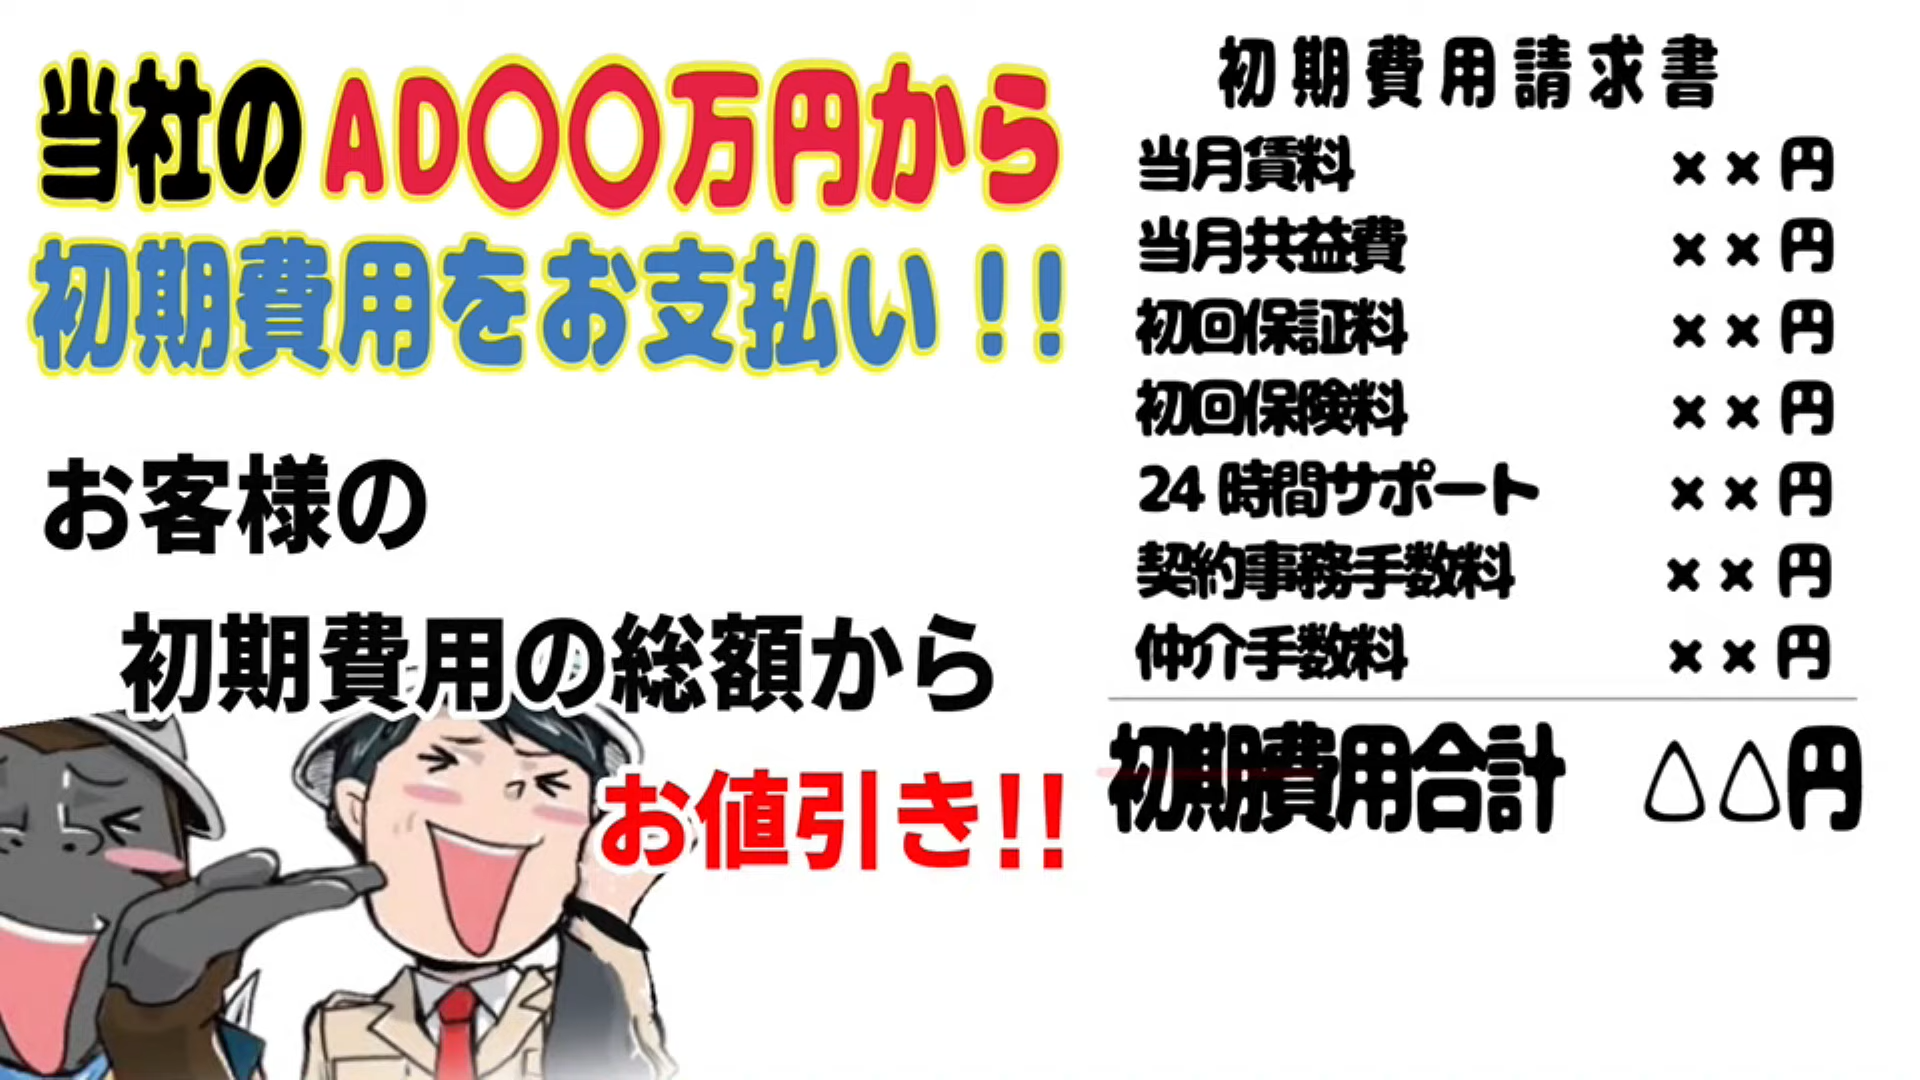 当社のAD〇〇万円から
初期費用をお支払い!!
お客様の
初期費用の総額から
お値引き!!
初期費用請求書
当月賃料 ××円
当月共益費 ××円
初回保証料 ××円
初回保険料 ××円
24時間サポート ××円
契約事務手数料 ××円
仲介手数料 ××円
初期費用合計 △△円